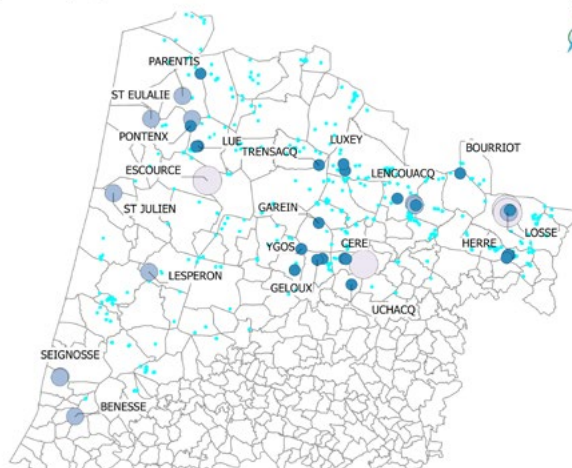 PARENTIS
ST EULALIE
PONTENX
LUE
LUXEY
BOURRIOT
TRENSACQ
LENGOUACQ
ESCOURCE
ST JULIEN
GAREIN
LOSSE
YGOS
CERE
HERRE
LESPERON
GELOUX
UCHACQ
SEIGNOSSE
BENESSE